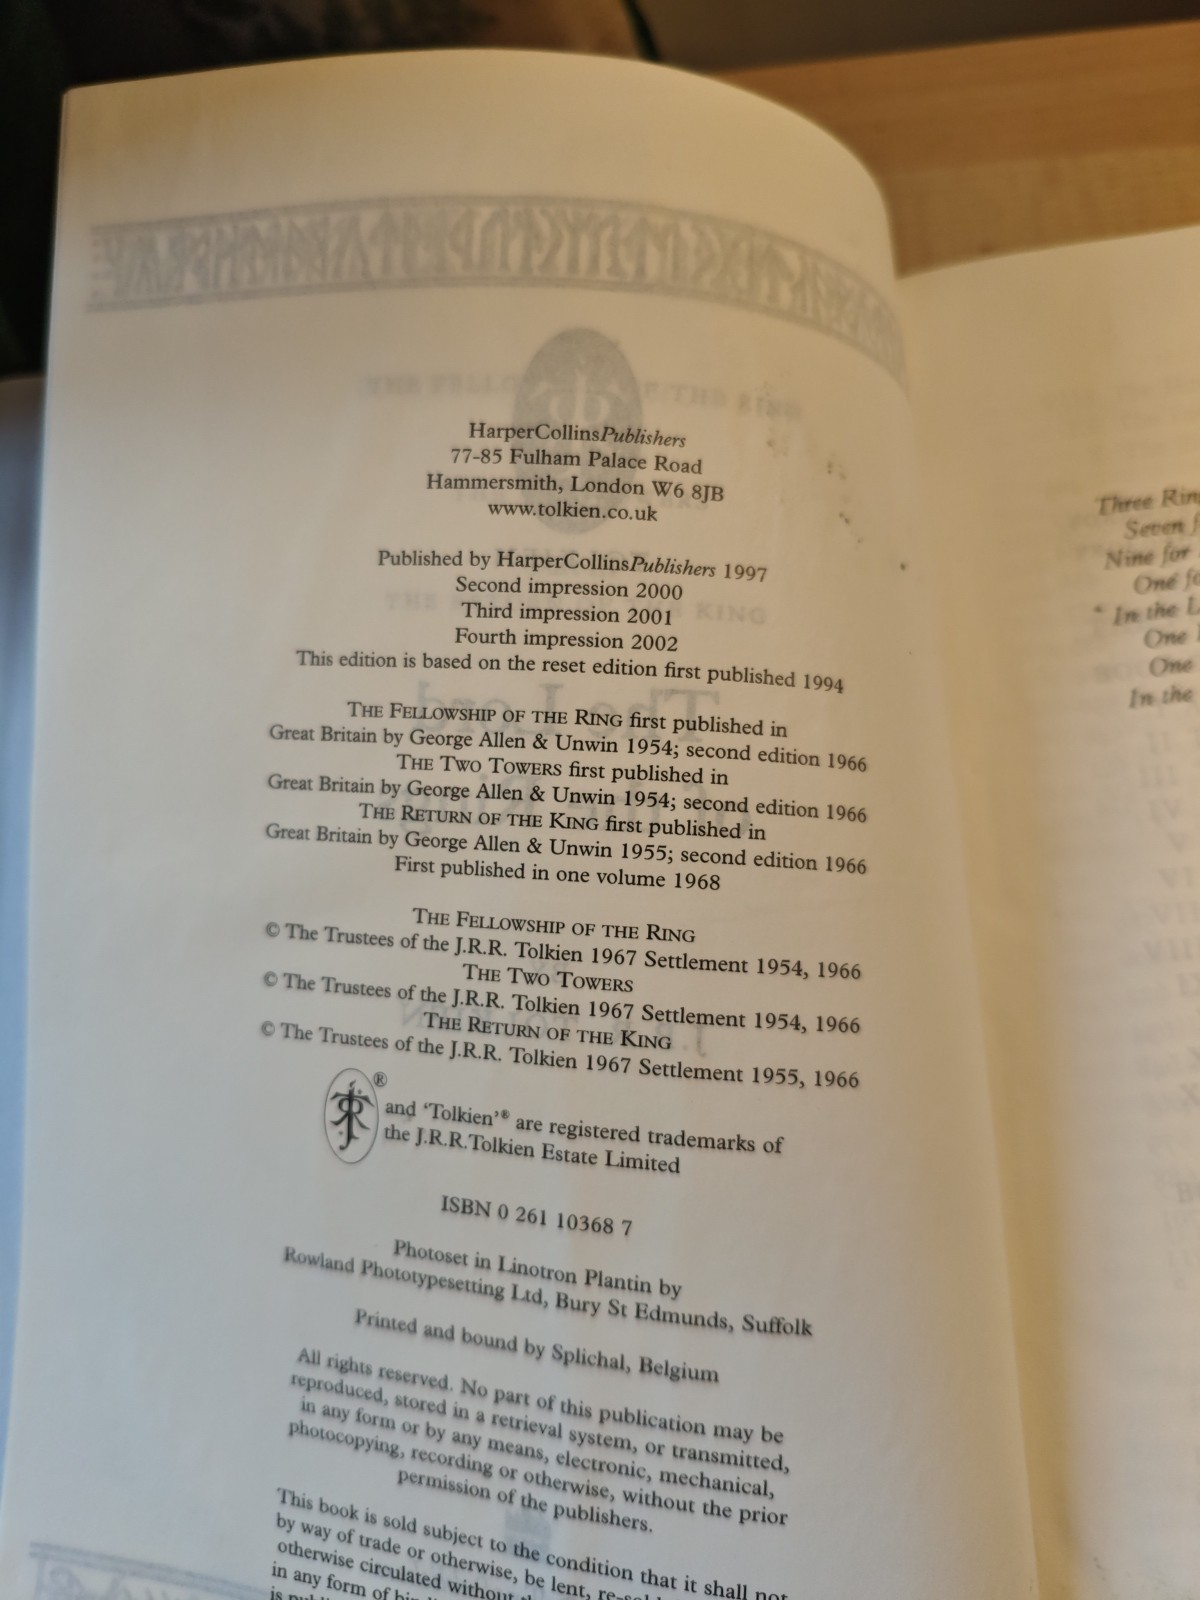 HarperCollinsPublishers
77-85 Fulham Palace Road
Hammersmith, London W6 8JB
www.tolkien.co.uk
Published by HarperCollinsPublishers 1997
Second impression 2000
Third impression 2001
Fourth impression 2002
This edition is based on the reset edition first published 1994
THE FELLOWSHIP OF THE RING first published in
Great Britain by George Allen & Unwin 1954; second edition 1966
THE TWO TOWERS first published in
Great Britain by George Allen & Unwin 1954; second edition 1966
THE RETURN OF THE KING first published in
Great Britain by George Allen & Unwin 1955; second edition 1966
First published in one volume 1968
THE FELLOWSHIP OF THE RING
© The Trustees of the J.R.R. Tolkien 1967 Settlement 1954, 1966
THE TWO TOWERS
© The Trustees of the J.R.R. Tolkien 1967 Settlement 1954, 1966
THE RETURN OF THE KING
© The Trustees of the J.R.R. Tolkien 1967 Settlement 1955, 1966
® and ‘Tolkien’® are registered trademarks of
the J.R.R.Tolkien Estate Limited
ISBN 0 261 10368 7
Photoset in Linotron Plantin by
Rowland Phototypesetting Ltd, Bury St Edmunds, Suffolk
Printed and bound by Splichal, Belgium
All rights reserved. No part of this publication may be
reproduced, stored in a retrieval system, or transmitted,
in any form or by any means, electronic, mechanical,
photocopying, recording or otherwise, without the prior
permission of the publishers.
This book is sold subject to the condition that it shall not
by way of trade or otherwise, be lent,
otherwise circulated without
in any form of
Three
Seven
Nine for
One
In the
One
One
In the